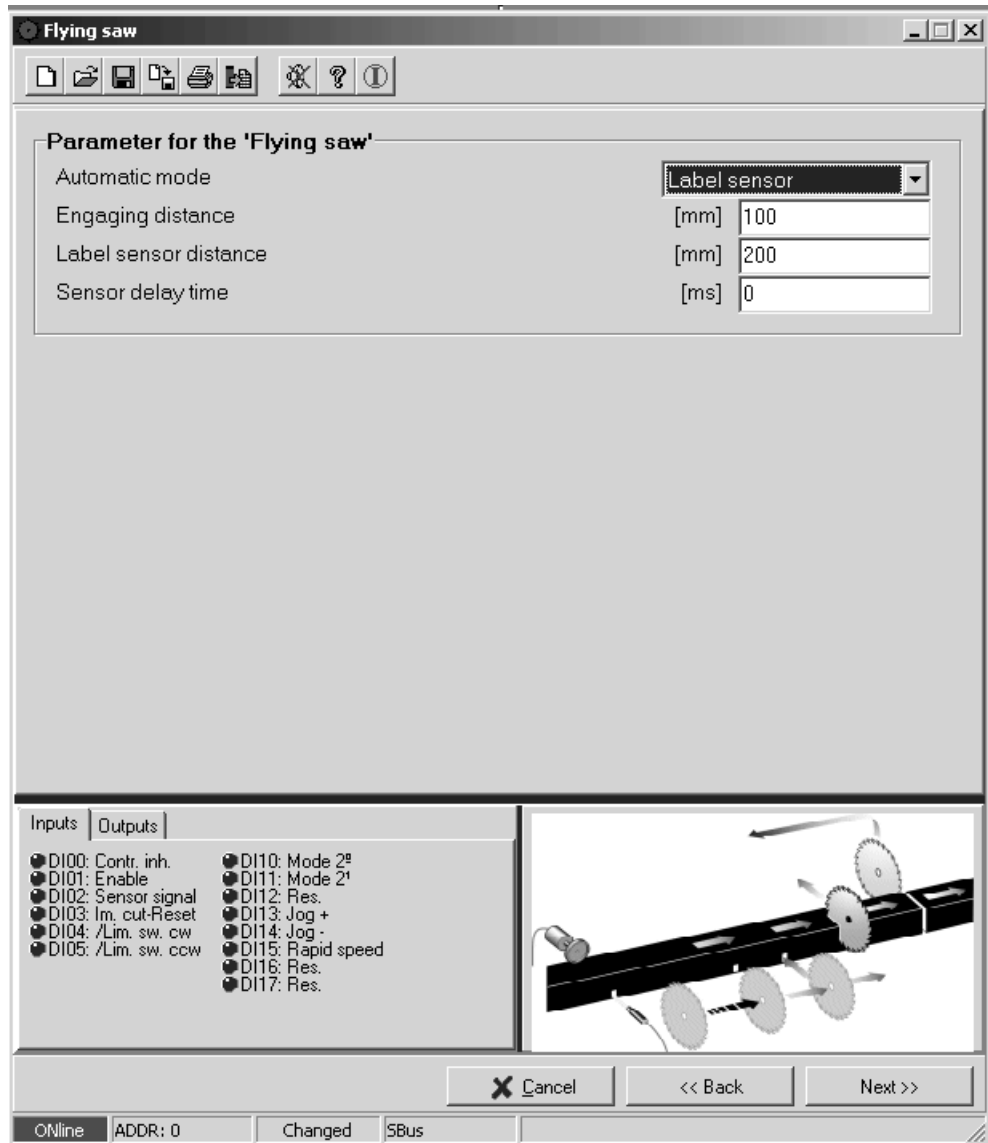 Flying saw
Parameter for the 'Flying saw'
Automatic mode Label sensor
Engaging distance [mm] 100
Label sensor distance [mm] 200
Sensor delay time [ms] 0
Inputs Outputs
DI00: Contr. inh. DI10: Mode 2º
DI01: Enable DI11: Mode 2¹
DI02: Sensor signal DI12: Res.
DI03: Im. cut-Reset DI13: Jog +
DI04: /Lim. sw. cw DI14: Jog -
DI05: /Lim. sw. ccw DI15: Rapid speed
DI16: Res.
DI17: Res.
Cancel << Back Next >>
ONline ADDR: 0 Changed SBus